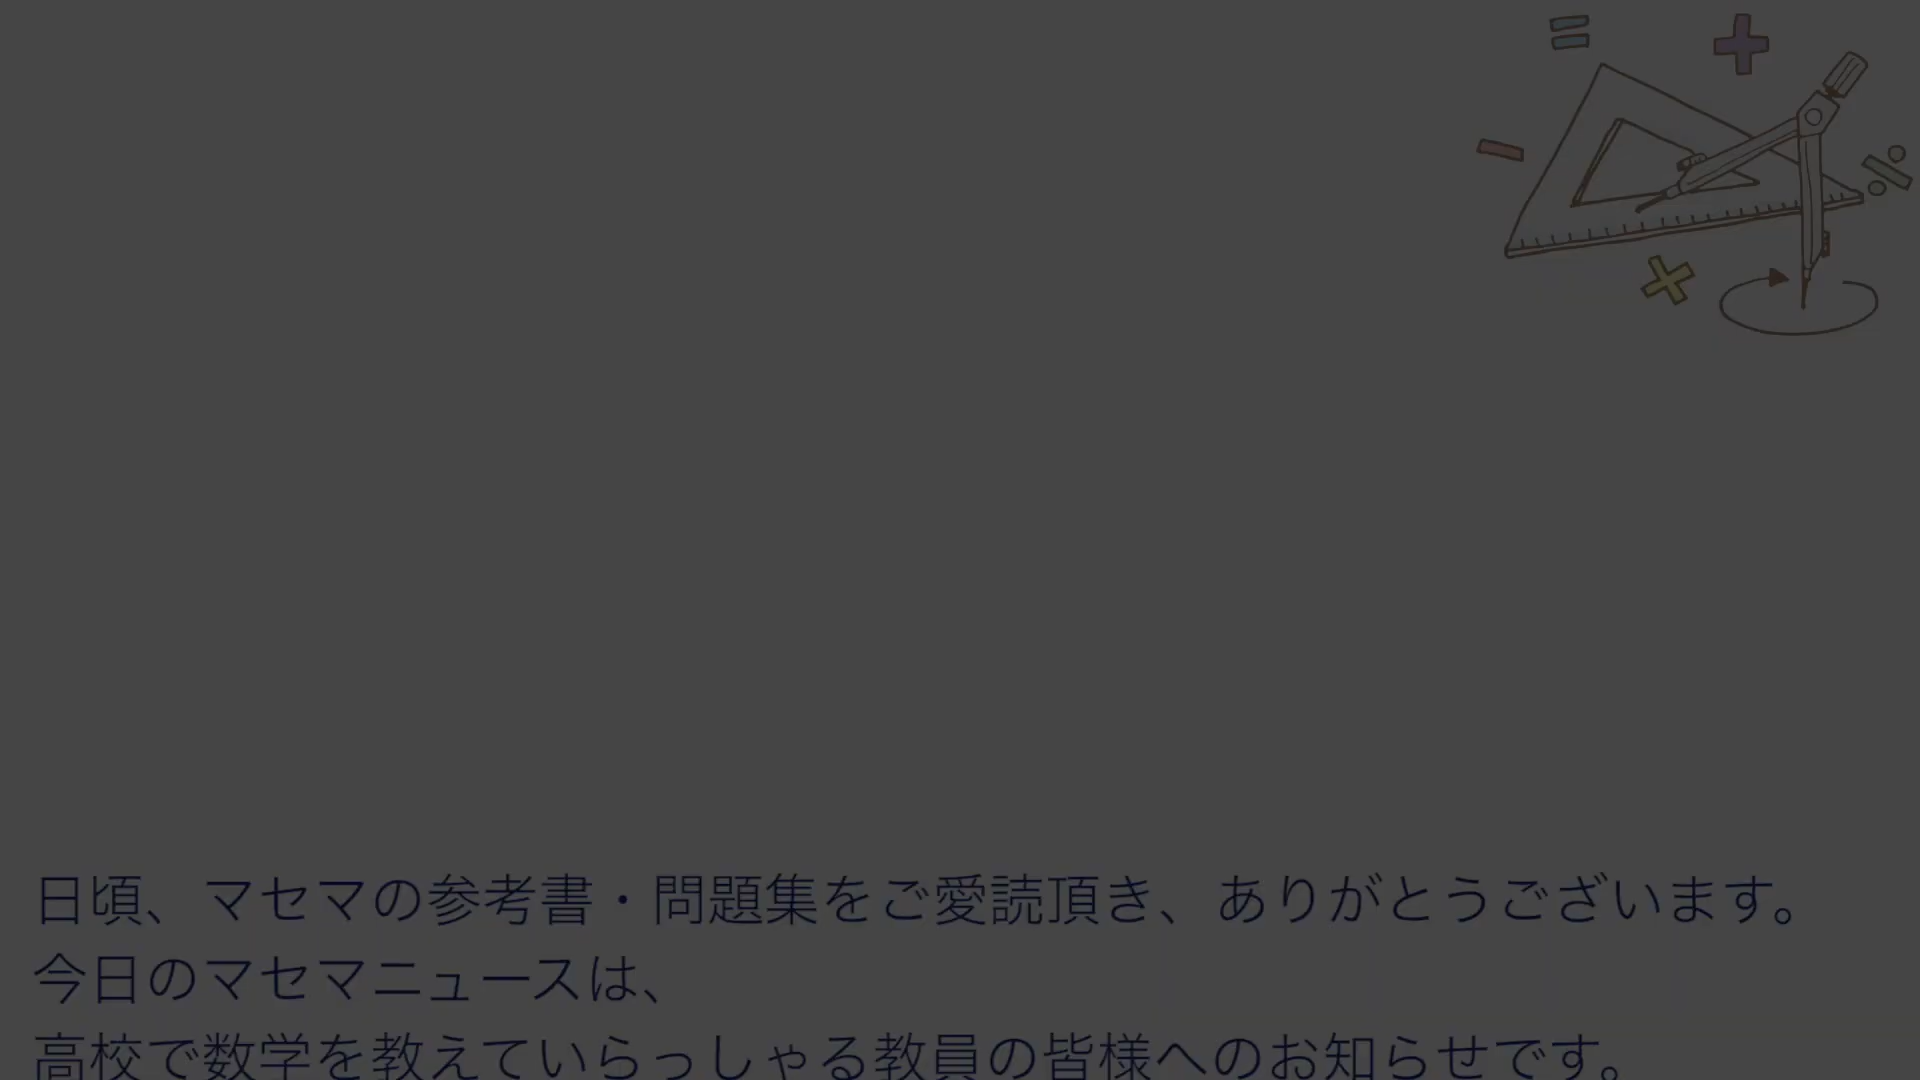 日頃、マセマの参考書・問題集をご愛読頂き、ありがとうございます。
今日のマセマニュースは、
高校で数学を教えていらっしゃる教員の皆様へのお知らせです。